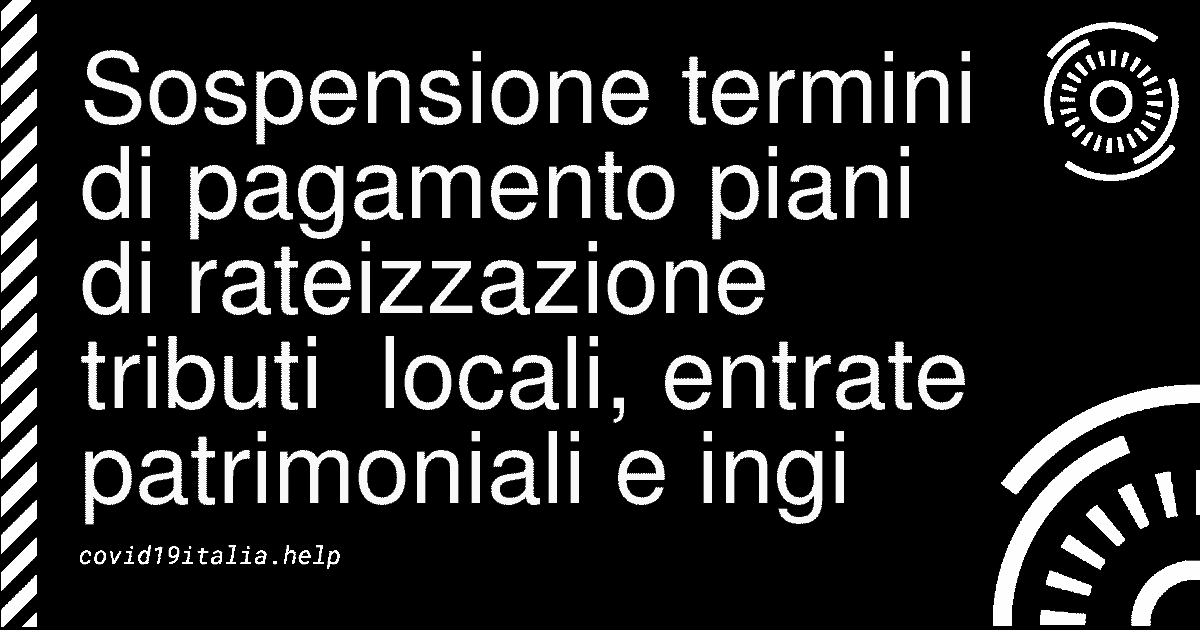 Sospensione termini
di pagamento piani
di rateizzazione
tributi  locali, entrate
patrimoniali e ingi
covid19italia.help